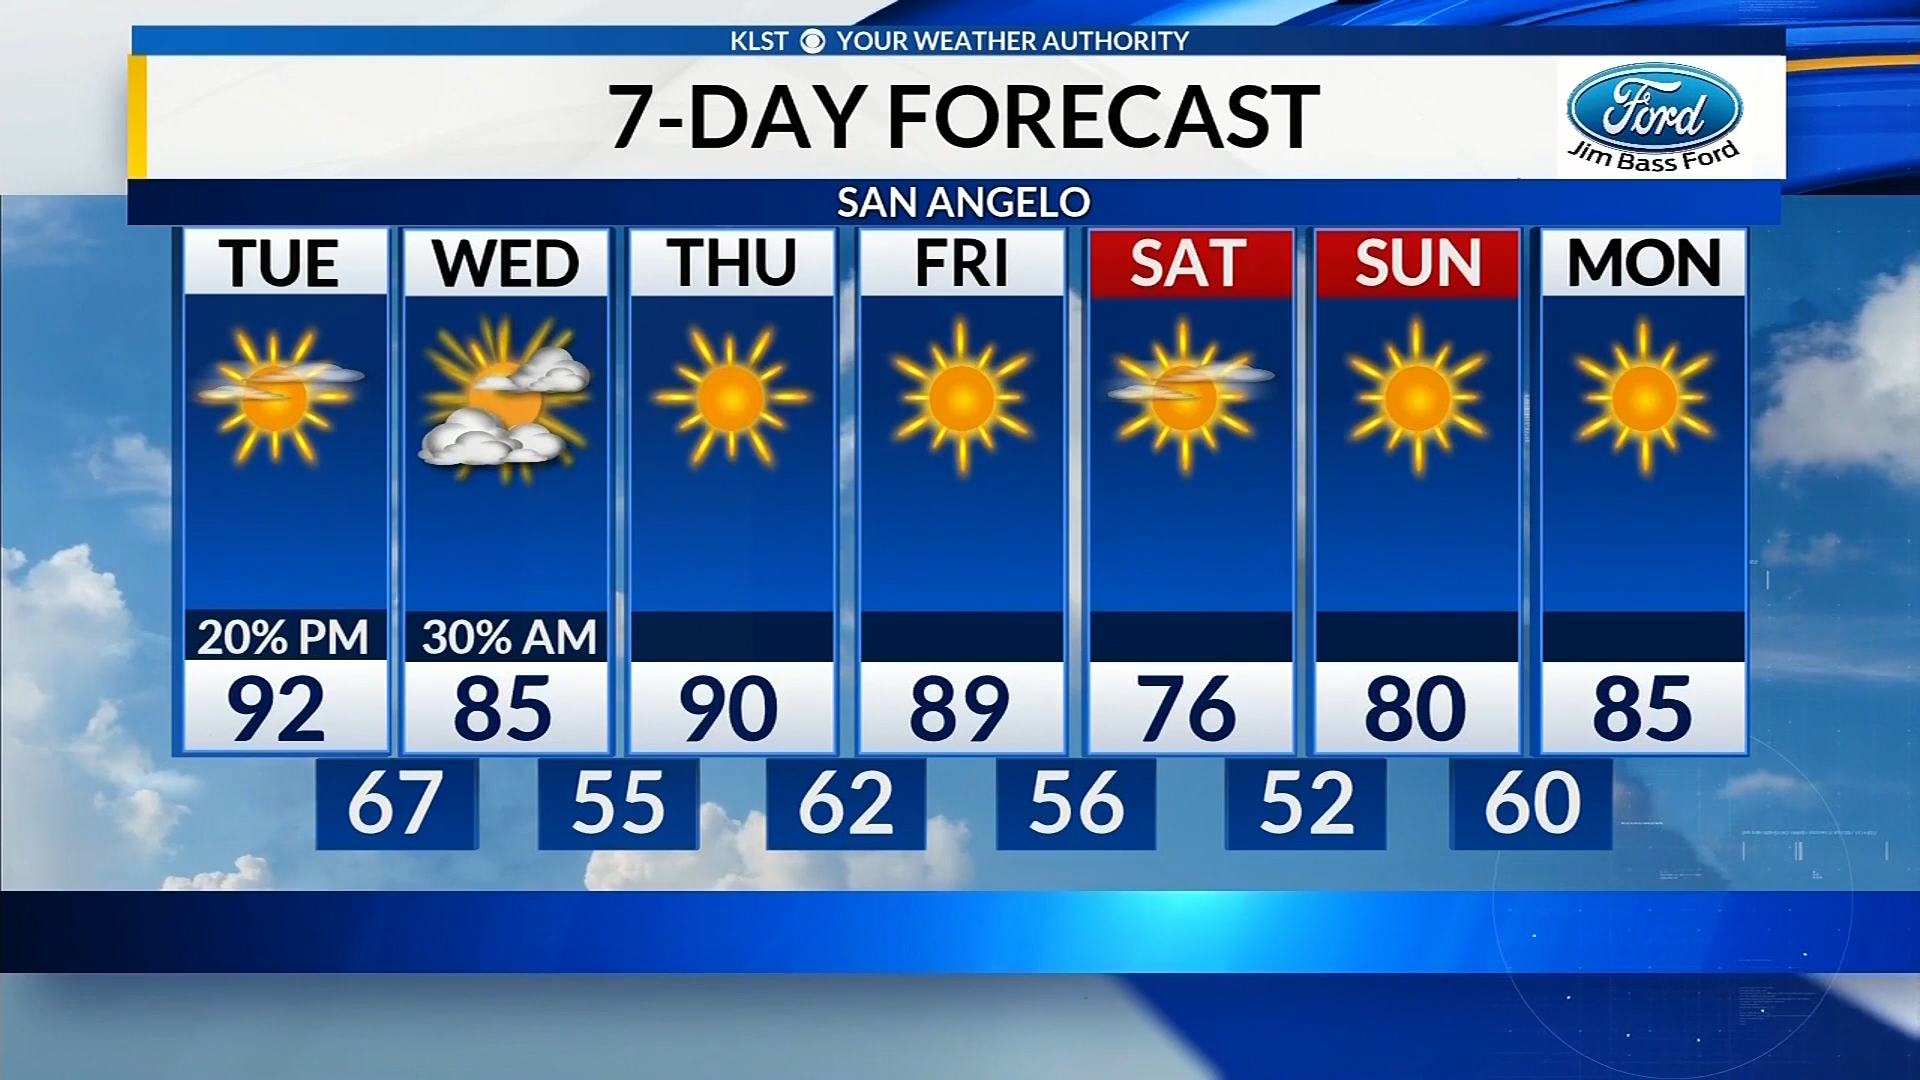 KLST YOUR WEATHER AUTHORITY
7-DAY FORECAST
Ford
Jim Bass Ford
SAN ANGELO
TUE WED THU FRI SAT SUN MON
20% PM 30% AM
92 85 90 89 76 80 85
67 55 62 56 52 60